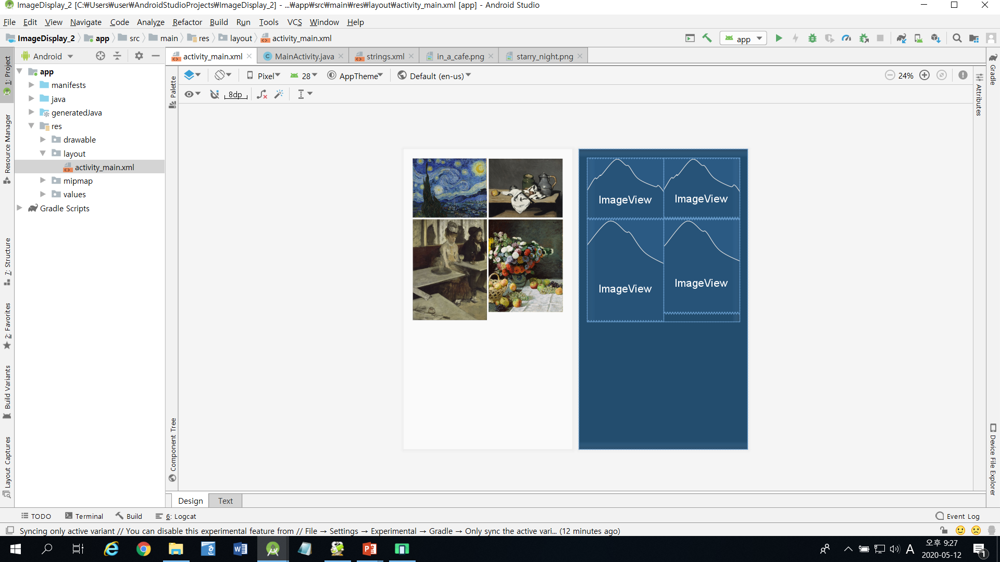 ImageDisplay_2 [C:₩Users₩user₩AndroidStudioProjects₩ImageDisplay_2] - ...₩app₩src₩main₩res₩layout₩activity_main.xml [app] - Android Studio
File Edit View Navigate Code Analyze Refactor Build Run Tools VCS Window Help
ImageDisplay_2 app src main res layout activity_main.xml
app
Android
activity_main.xml MainActivity.java strings.xml in_a_cafe.png starry_night.png
Pixel 28 AppTheme Default (en-us) 24%
8dp
app
manifests
java
generatedJava
res
drawable
layout
activity_main.xml
mipmap
values
Gradle Scripts
1: Project
Resource Manager
7: Structure
2: Favorites
Build Variants
Layout Captures
Palette
Component Tree
ImageView ImageView
ImageView ImageView
Gradle
Attributes
Device File Explorer
Design Text
TODO Terminal Build 6: Logcat Event Log
Syncing only active variant // You can disable this experimental feature from // File → Settings → Experimental → Gradle → Only sync the active vari... (12 minutes ago)
A
오후 9:27
2020-05-12
1